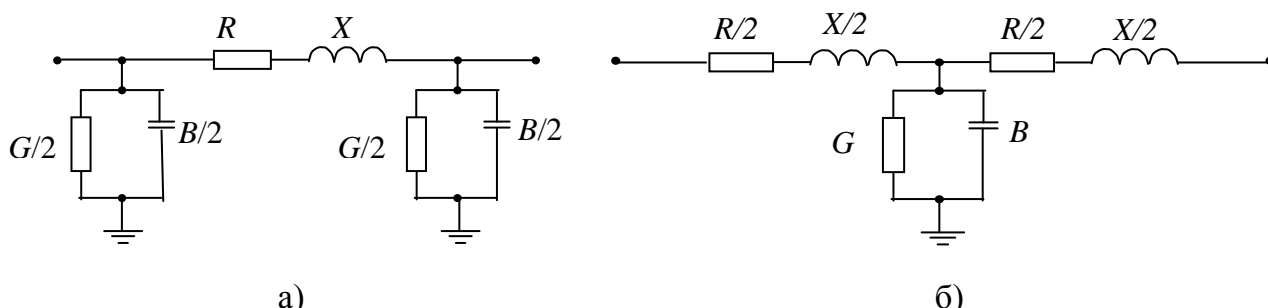 R X
G/2 B/2 G/2 B/2
а)
R/2 X/2 R/2 X/2
G B
б)